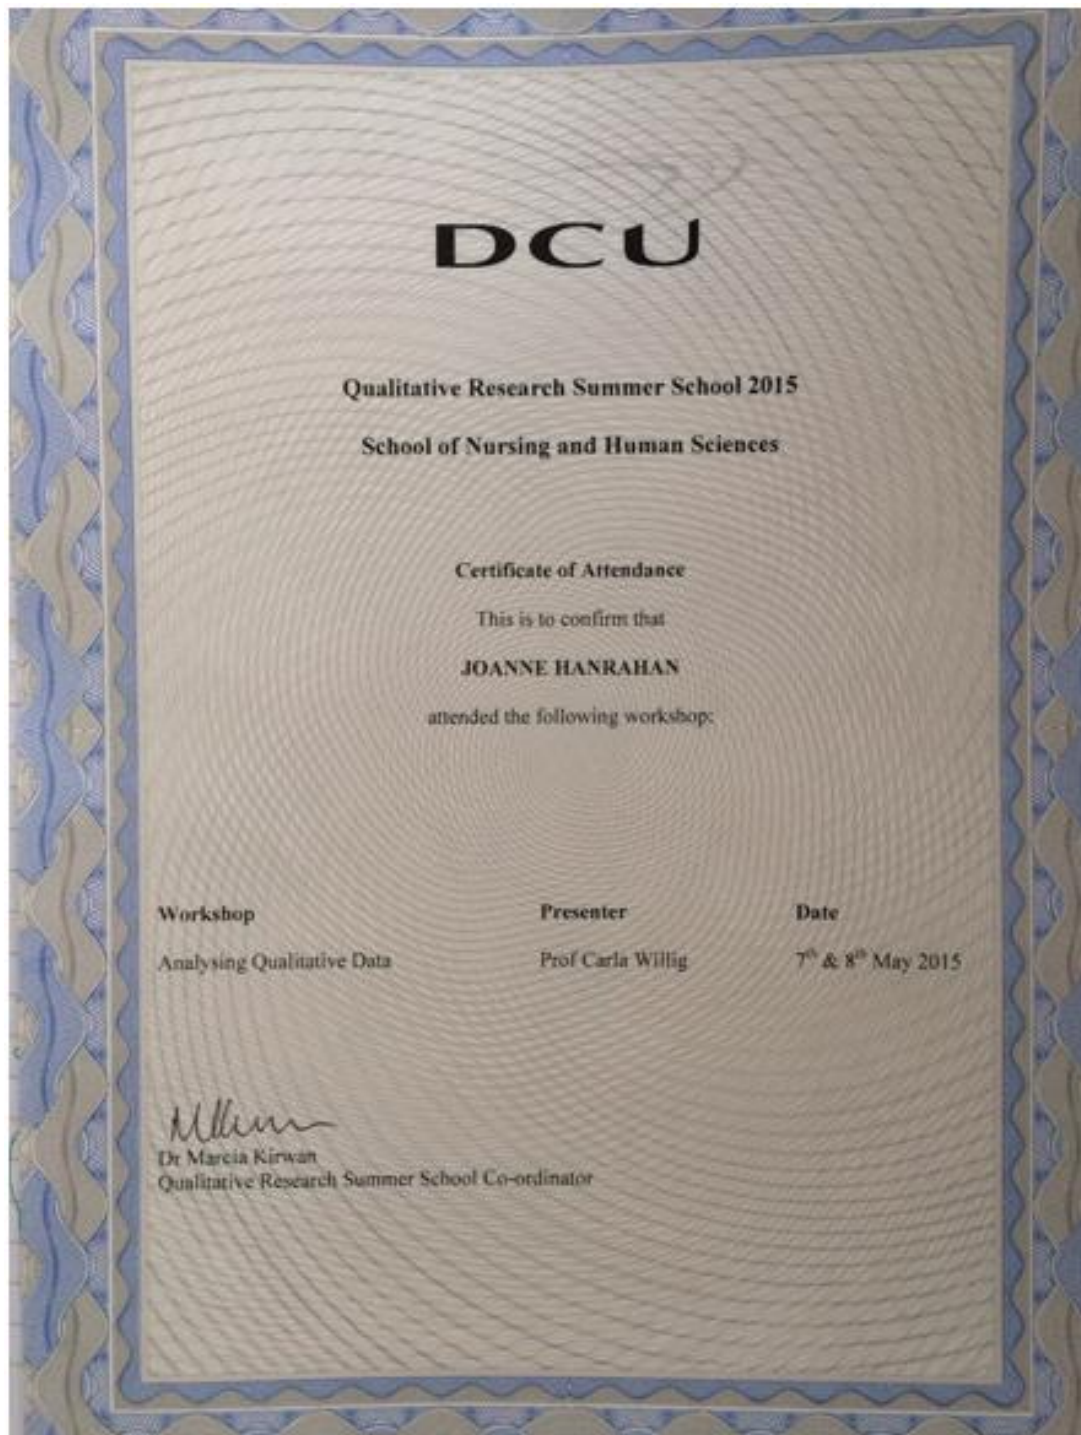 DCU
Qualitative Research Summer School 2015
School of Nursing and Human Sciences
Certificate of Attendance
This is to confirm that
JOANNE HANRAHAN
attended the following workshop:
Workshop Presenter Date
Analysing Qualitative Data Prof Carla Willig 7th & 8th May 2015
Dr Marcia Kirwan
Qualitative Research Summer School Co-ordinator